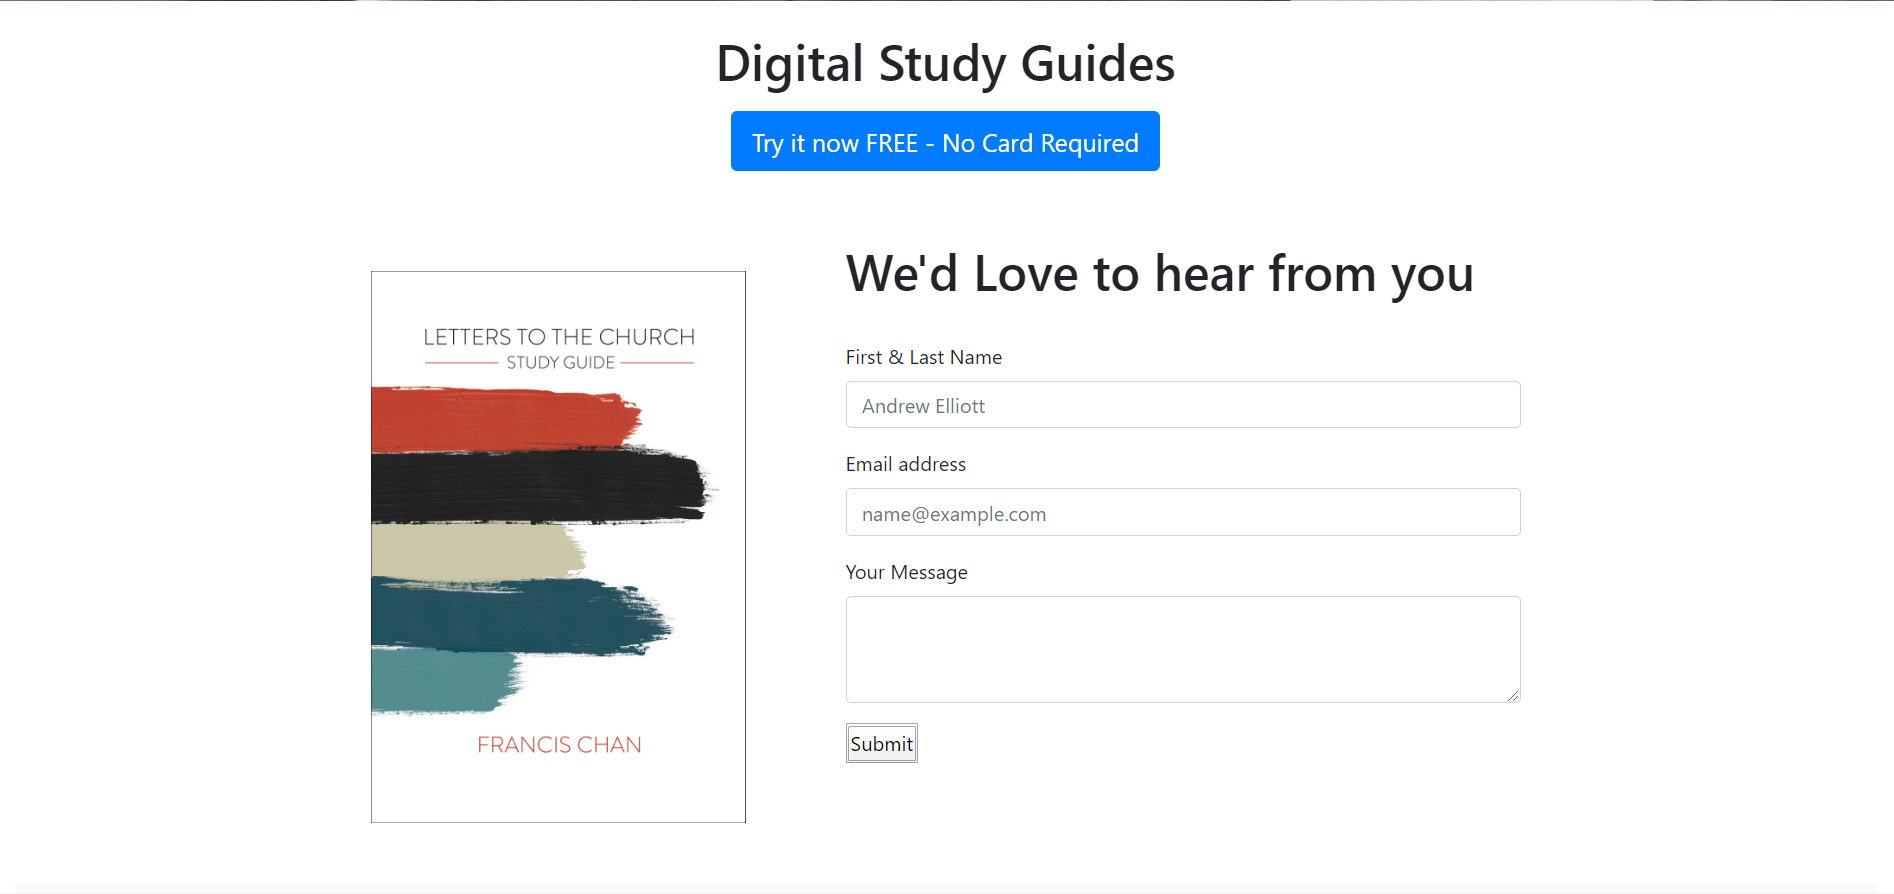 Digital Study Guides
Try it now FREE - No Card Required
LETTERS TO THE CHURCH
STUDY GUIDE
FRANCIS CHAN
We'd Love to hear from you
First & Last Name
Andrew Elliott
Email address
name@example.com
Your Message
Submit